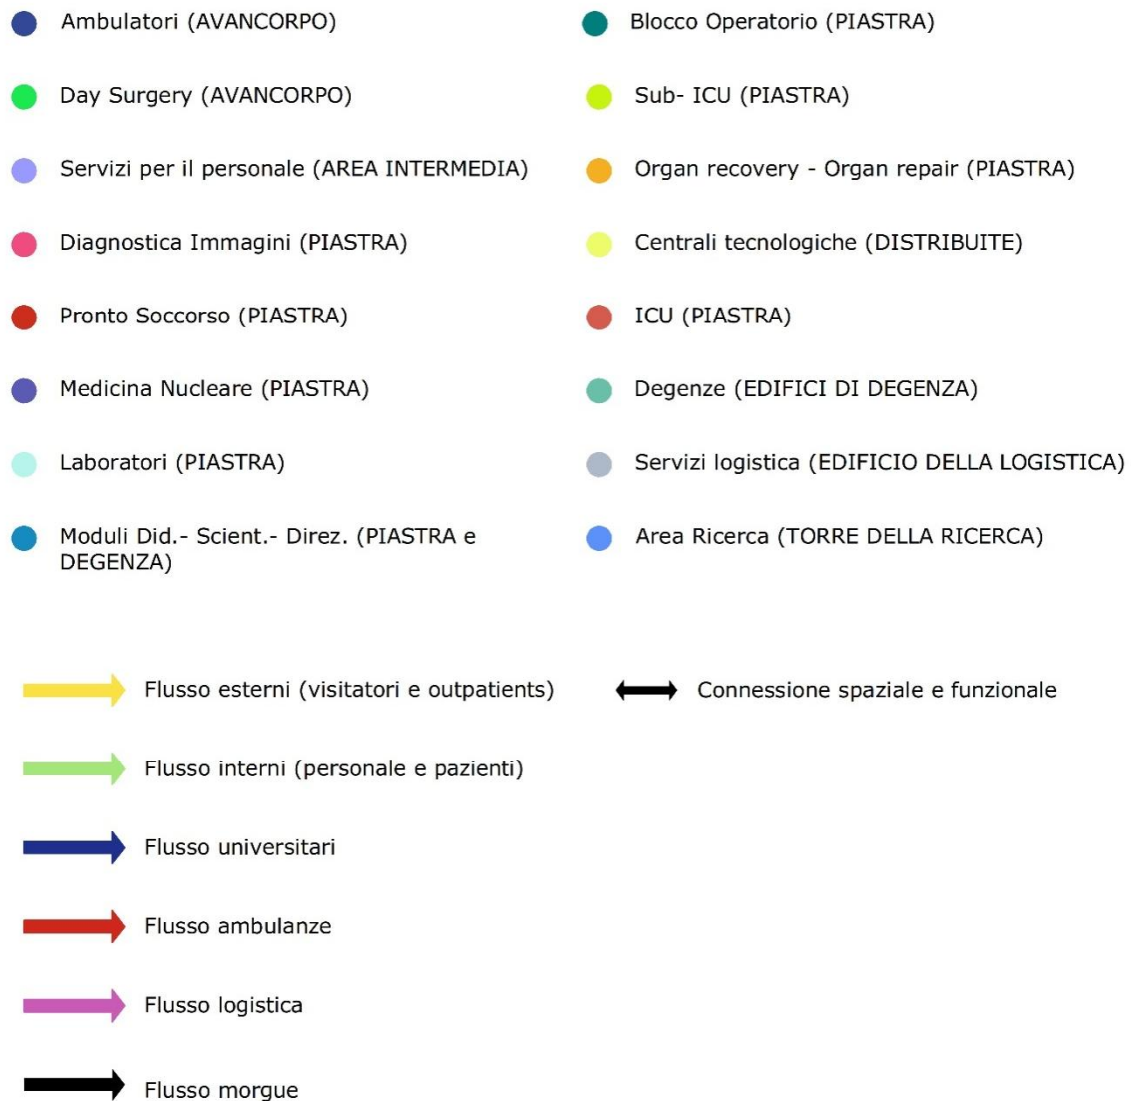 Ambulatori (AVANCORPO)
Day Surgery (AVANCORPO)
Servizi per il personale (AREA INTERMEDIA)
Diagnostica Immagini (PIASTRA)
Pronto Soccorso (PIASTRA)
Medicina Nucleare (PIASTRA)
Laboratori (PIASTRA)
Moduli Did.- Scient.- Direz. (PIASTRA e
DEGENZA)
Blocco Operatorio (PIASTRA)
Sub- ICU (PIASTRA)
Organ recovery - Organ repair (PIASTRA)
Centrali tecnologiche (DISTRIBUITE)
ICU (PIASTRA)
Degenze (EDIFICI DI DEGENZA)
Servizi logistica (EDIFICIO DELLA LOGISTICA)
Area Ricerca (TORRE DELLA RICERCA)
Flusso esterni (visitatori e outpatients)
Flusso interni (personale e pazienti)
Flusso universitari
Flusso ambulanze
Flusso logistica
Flusso morgue
Connessione spaziale e funzionale